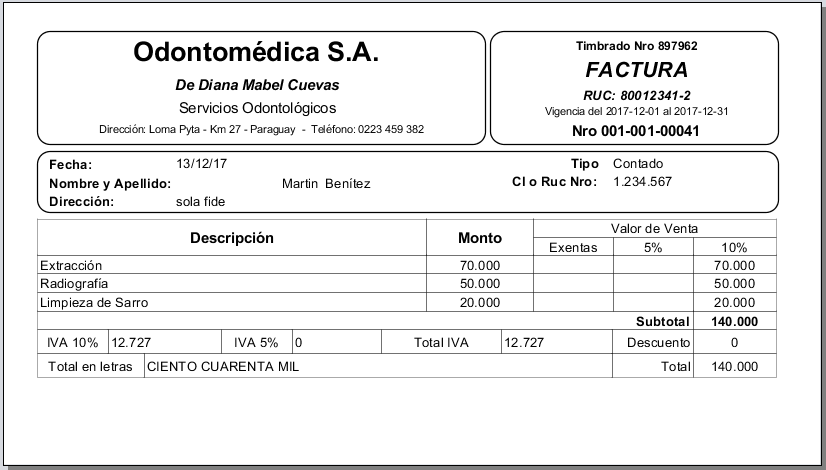 Odontomédica S.A.
De Diana Mabel Cuevas
Servicios Odontológicos
Dirección: Loma Pyta - Km 27 - Paraguay - Teléfono: 0223 459 382
Timbrado Nro 897962
FACTURA
RUC: 80012341-2
Vigencia del 2017-12-01 al 2017-12-31
Nro 001-001-00041
Fecha: 13/12/17 Tipo Contado
Nombre y Apellido: Martin Benítez CI o Ruc Nro: 1.234.567
Dirección: sola fide
Descripción Monto Valor de Venta
Exentas 5% 10%
Extracción 70.000 70.000
Radiografía 50.000 50.000
Limpieza de Sarro 20.000 20.000
Subtotal 140.000
IVA 10% 12.727 IVA 5% 0 Total IVA 12.727 Descuento 0
Total en letras CIENTO CUARENTA MIL Total 140.000